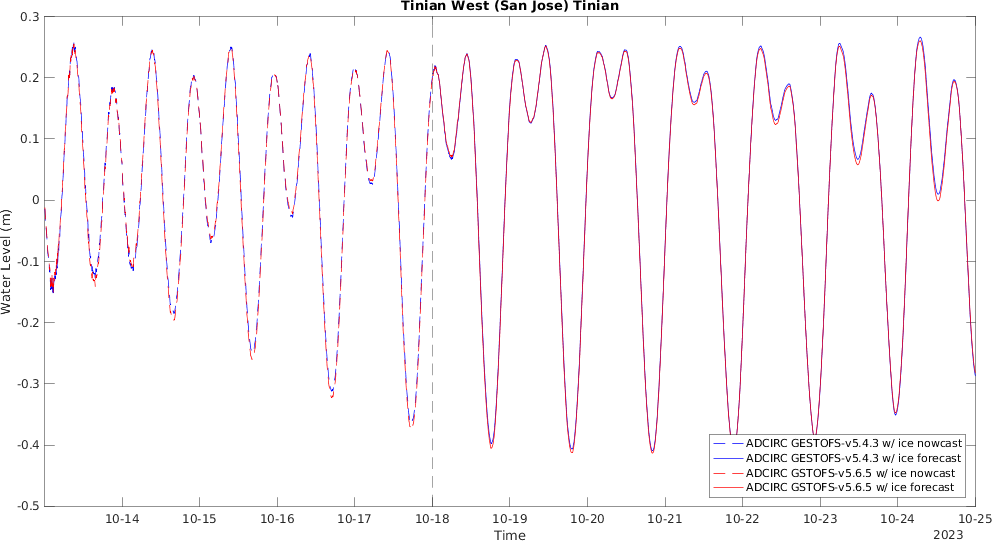 Tinian West (San Jose) Tinian
0.3
0.2
0.1
0
-0.1
-0.2
-0.3
-0.4
-0.5
Water Level (m)
ADCIRC GESTOFS-v5.4.3 w/ ice nowcast
ADCIRC GESTOFS-v5.4.3 w/ ice forecast
ADCIRC GSTOFS-v5.6.5 w/ ice nowcast
ADCIRC GSTOFS-v5.6.5 w/ ice forecast
10-14 10-15 10-16 10-17 10-18 10-19 10-20 10-21 10-22 10-23 10-24 10-25
Time
2023